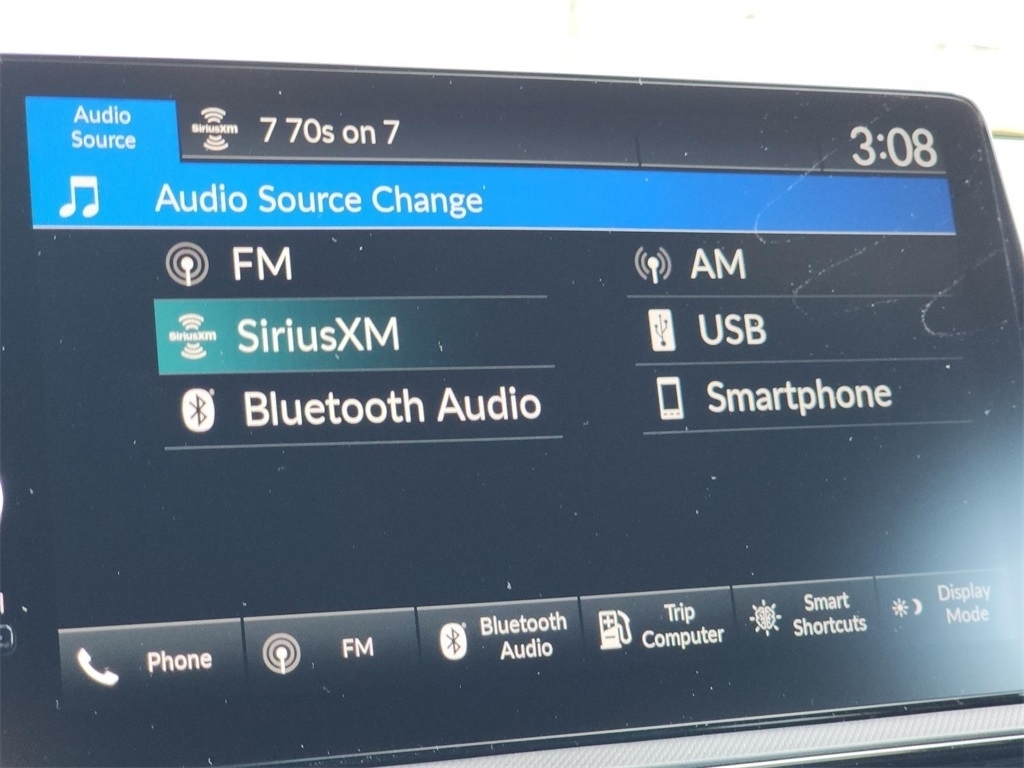 Audio
Source
SiriusXM 7 70s on 7
3:08
Audio Source Change
FM
AM
SiriusXM SiriusXM
USB
Bluetooth Audio
Smartphone
Phone
FM
Bluetooth
Audio
Trip
Computer
Smart
Shortcuts
Display
Mode